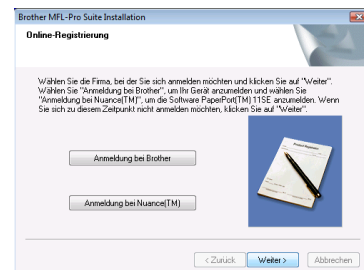 Brother MFL-Pro Suite Installation
Online-Registrierung
Wählen Sie die Firma, bei der Sie sich anmelden möchten und klicken Sie auf "Weiter".
Wählen Sie "Anmeldung bei Brother", um Ihr Gerät anzumelden und wählen Sie
"Anmeldung bei Nuance(TM)", um die Software PaperPort(TM) 11SE anzumelden. Wenn
Sie sich zu diesem Zeitpunkt nicht anmelden möchten, klicken Sie auf "Weiter".
Anmeldung bei Brother
Anmeldung bei Nuance(TM)
< Zurück Weiter > Abbrechen